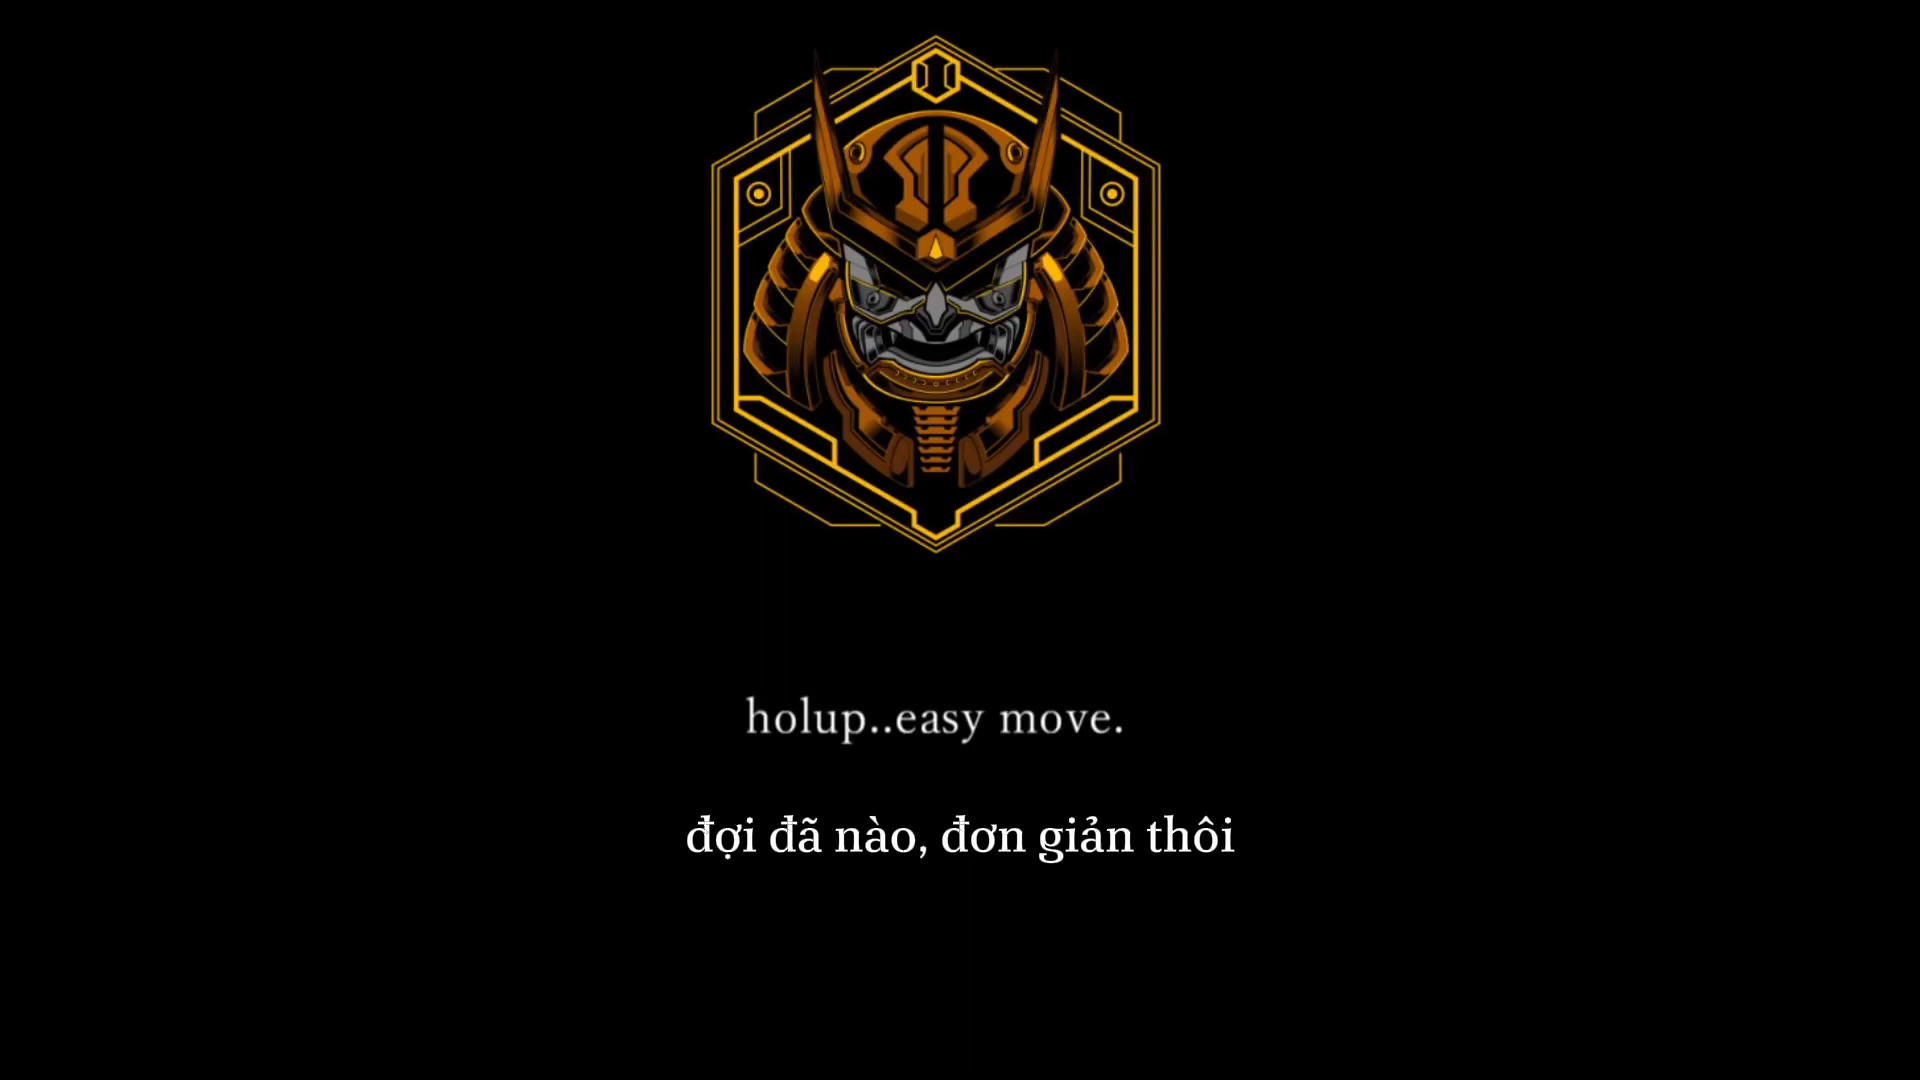 holup..easy move.
đợi đã nào, đơn giản thôi